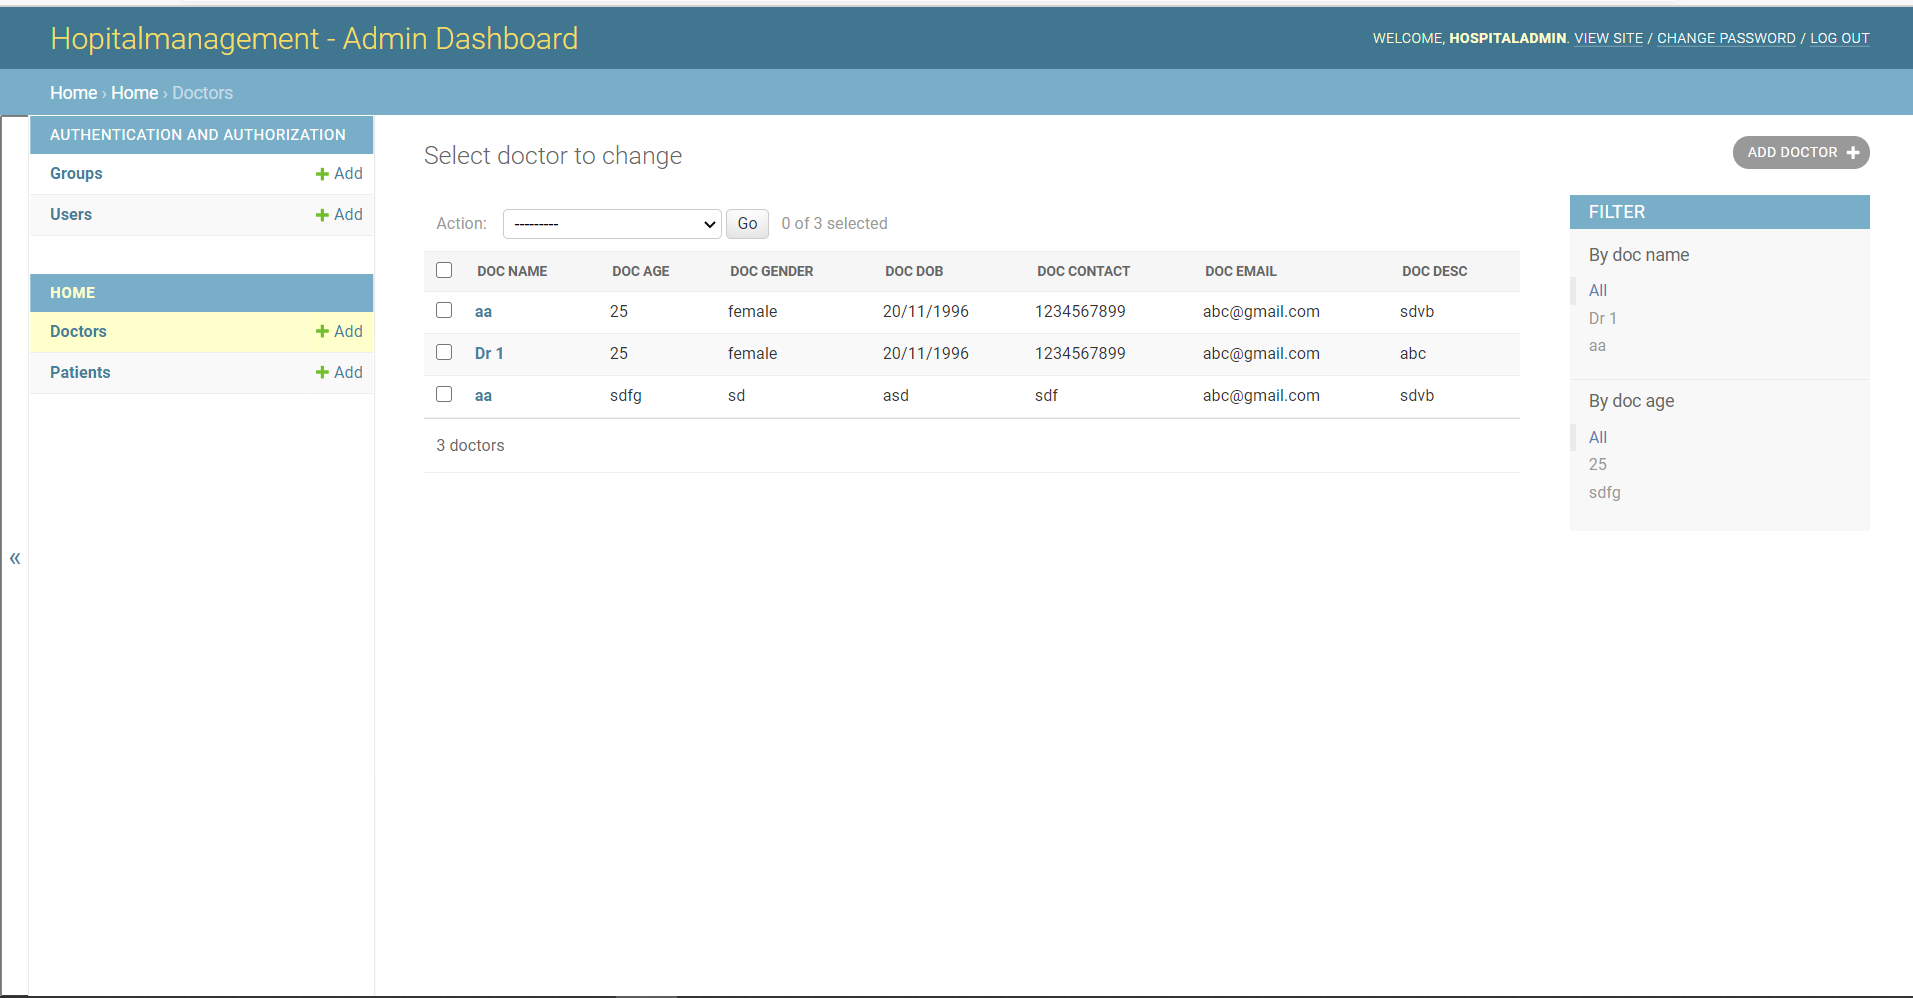 Hopitalmanagement - Admin Dashboard
WELCOME, HOSPITALADMIN. VIEW SITE / CHANGE PASSWORD / LOG OUT
Home › Home › Doctors
AUTHENTICATION AND AUTHORIZATION
Groups + Add
Users + Add
HOME
Doctors + Add
Patients + Add
«
Select doctor to change
ADD DOCTOR +
Action: --------- Go 0 of 3 selected
DOC NAME DOC AGE DOC GENDER DOC DOB DOC CONTACT DOC EMAIL DOC DESC
aa 25 female 20/11/1996 1234567899 abc@gmail.com sdvb
Dr 1 25 female 20/11/1996 1234567899 abc@gmail.com abc
aa sdfg sd asd sdf abc@gmail.com sdvb
3 doctors
FILTER
By doc name
All
Dr 1
aa
By doc age
All
25
sdfg